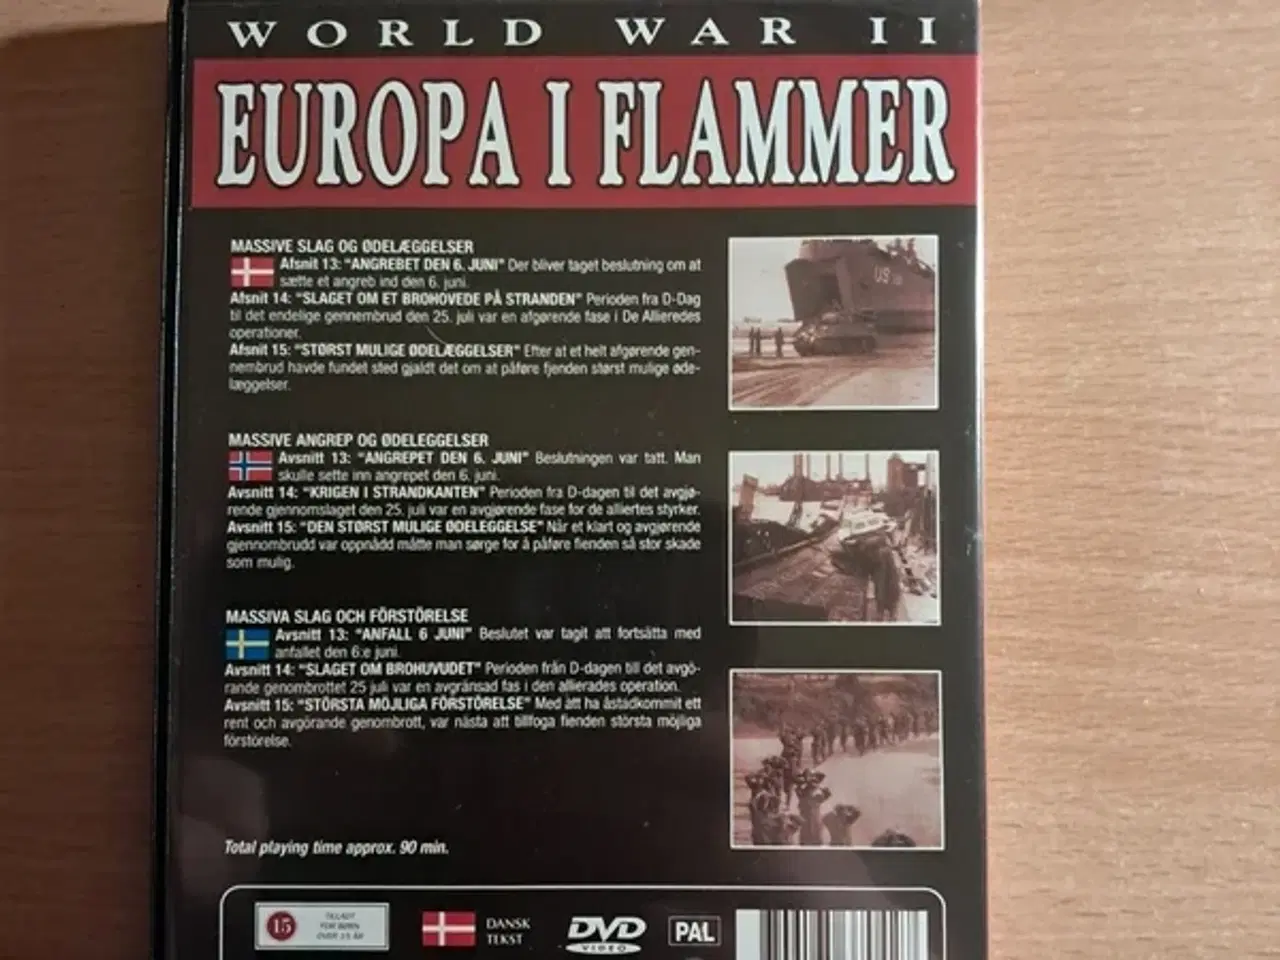 WORLD WAR II
EUROPA I FLAMMER
MASSIVE SLAG OG ØDELÆGGELSER
Afsnit 13: "ANGREBET DEN 6. JUNI" Der bliver taget beslutning om at
sætte et angreb ind den 6. juni.
Afsnit 14: "SLAGET OM ET BROHOVEDE PÅ STRANDEN" Perioden fra D-Dag
til det endelige gennembrud den 25. juli var en afgørende fase i De Allieredes
operationer.
Afsnit 15: "STØRST MULIGE ØDELÆGGELSER" Efter at et helt afgørende gen-
nembrud havde fundet sted gjaldt det om at påføre fjenden størst mulige øde-
læggelser.
US
MASSIVE ANGREP OG ØDELEGGELSER
Avsnitt 13: "ANGREPET DEN 6. JUNI" Beslutningen var tatt. Man
skulle sette inn angrepet den 6. juni.
Avsnitt 14: "KRIGEN I STRANDKANTEN" Perioden fra D-dagen til det avgjø-
rende gjennomslaget den 25. juli var en avgjørende fase for de alliertes styrker.
Avsnitt 15: "DEN STØRST MULIGE ØDELEGGELSE" Når et klart og avgjørende
gjennombrudd var oppnådd måtte man sørge for å påføre fienden så stor skade
som mulig.
MASSIVA SLAG OCH FÖRSTÖRELSE
Avsnitt 13: "ANFALL 6 JUNI" Beslutet var tagit att fortsätta med
anfallet den 6:e juni.
Avsnitt 14: "SLAGET OM BROHUVUDET" Perioden från D-dagen till det avgö-
rande genombrottet 25 juli var en avgränsad fas i den allierades operation.
Avsnitt 15: "STÖRSTA MÖJLIGA FÖRSTÖRELSE" Med att ha åstadkommit ett
rent och avgörande genombrott, var nästa att tillfoga fienden största möjliga
förstörelse.
Total playing time approx. 90 min.
15
TILLADT
FOR BØRN
OVER 15 ÅR
DANSK
TEKST
DVD
VIDEO
PAL